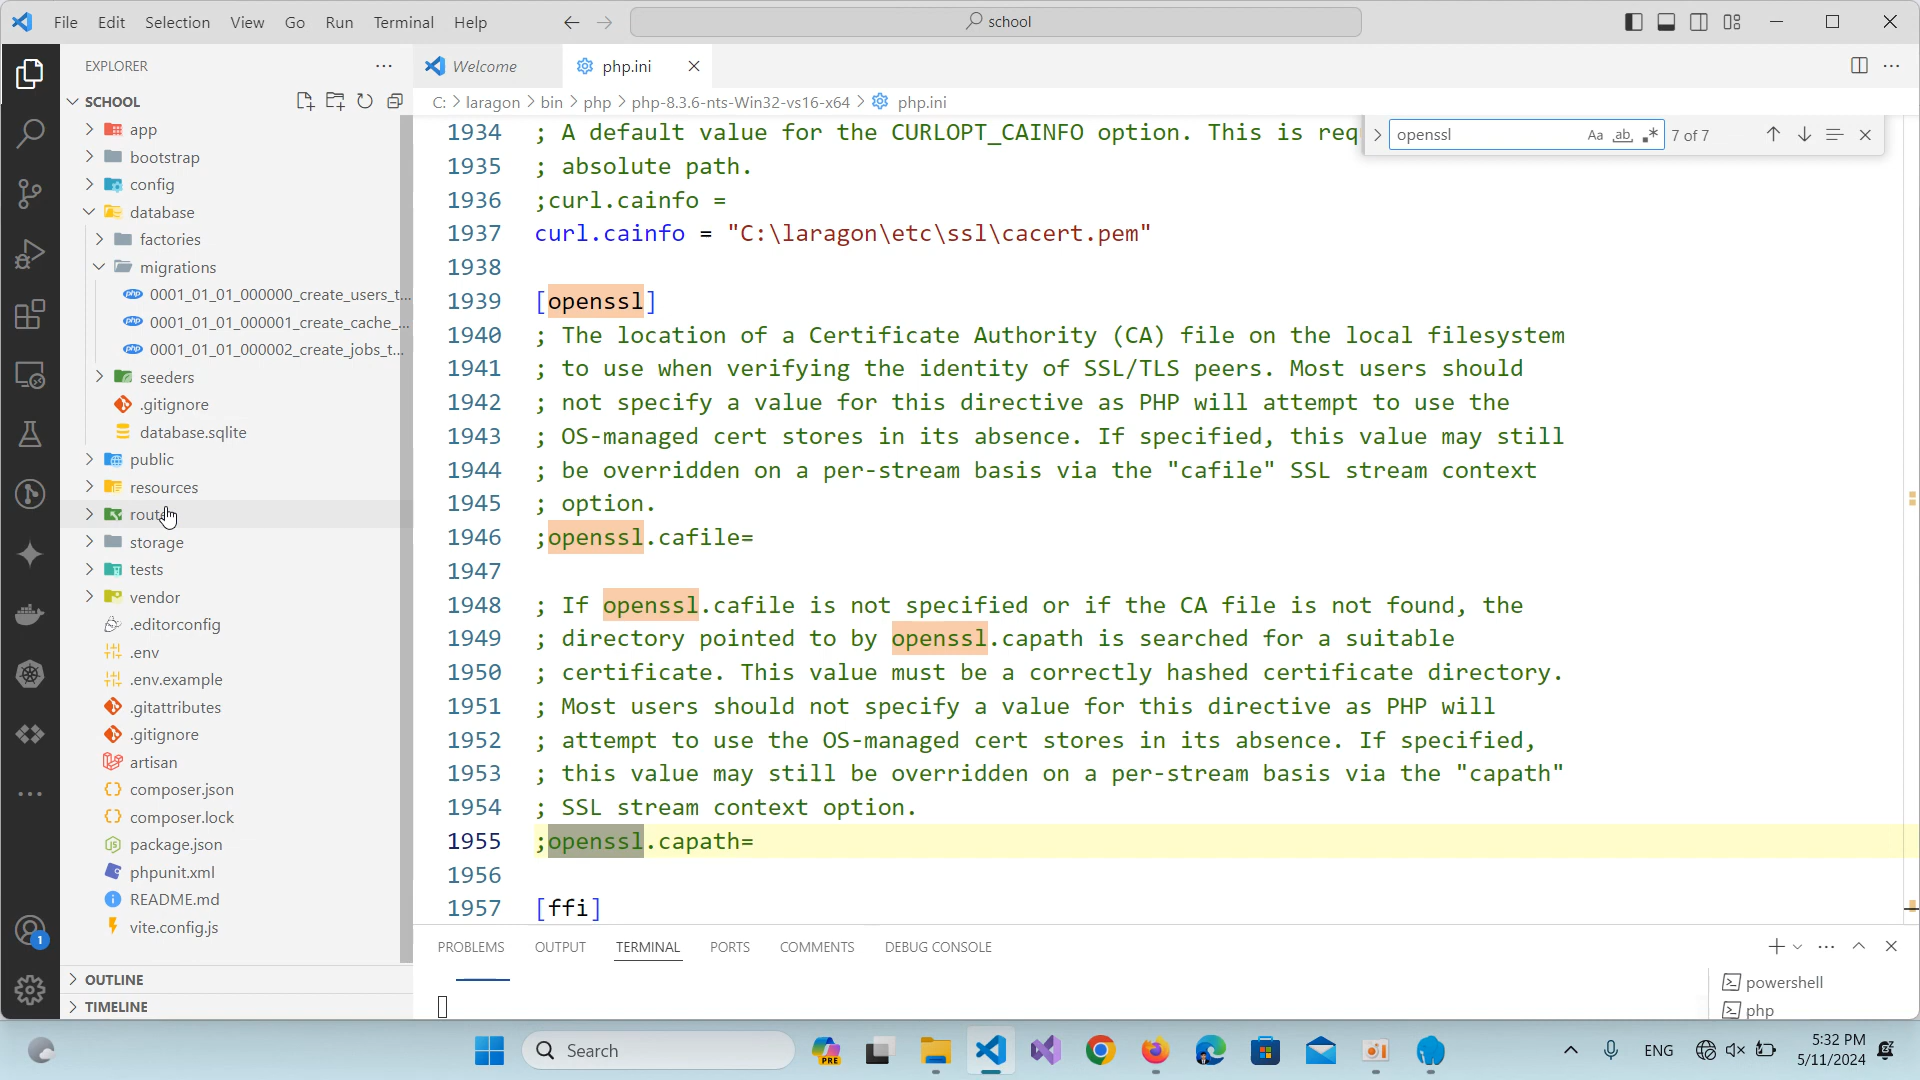 File Edit Selection View Go Run Terminal Help
school
EXPLORER
Welcome
php.ini
SCHOOL
C: > laragon > bin > php > php-8.3.6-nts-Win32-vs16-x64 > php.ini
app
bootstrap
config
database
factories
migrations
0001_01_01_000000_create_users_t...
0001_01_01_000001_create_cache_...
0001_01_01_000002_create_jobs_t...
seeders
.gitignore
database.sqlite
public
resources
storage
tests
vendor
.editorconfig
.env
.env.example
.gitattributes
.gitignore
artisan
composer.json
composer.lock
package.json
phpunit.xml
README.md
vite.config.js
OUTLINE
TIMELINE
openssl
Aa ab 7 of 7
1934 ; A default value for the CURLOPT_CAINFO option. This is req
1935 ; absolute path.
1936 ;curl.cainfo =
1937 curl.cainfo = "C:\laragon\etc\ssl\cacert.pem"
1938
1939 [openssl]
1940 ; The location of a Certificate Authority (CA) file on the local filesystem
1941 ; to use when verifying the identity of SSL/TLS peers. Most users should
1942 ; not specify a value for this directive as PHP will attempt to use the
1943 ; OS-managed cert stores in its absence. If specified, this value may still
1944 ; be overridden on a per-stream basis via the "cafile" SSL stream context
1945 ; option.
1946 ;openssl.cafile=
1947
1948 ; If openssl.cafile is not specified or if the CA file is not found, the
1949 ; directory pointed to by openssl.capath is searched for a suitable
1950 ; certificate. This value must be a correctly hashed certificate directory.
1951 ; Most users should not specify a value for this directive as PHP will
1952 ; attempt to use the OS-managed cert stores in its absence. If specified,
1953 ; this value may still be overridden on a per-stream basis via the "capath"
1954 ; SSL stream context option.
1955 ;openssl.capath=
1956
1957 [ffi]
PROBLEMS OUTPUT TERMINAL PORTS COMMENTS DEBUG CONSOLE
powershell
php
1
Search
PRE
ENG
5:32 PM
5/11/2024